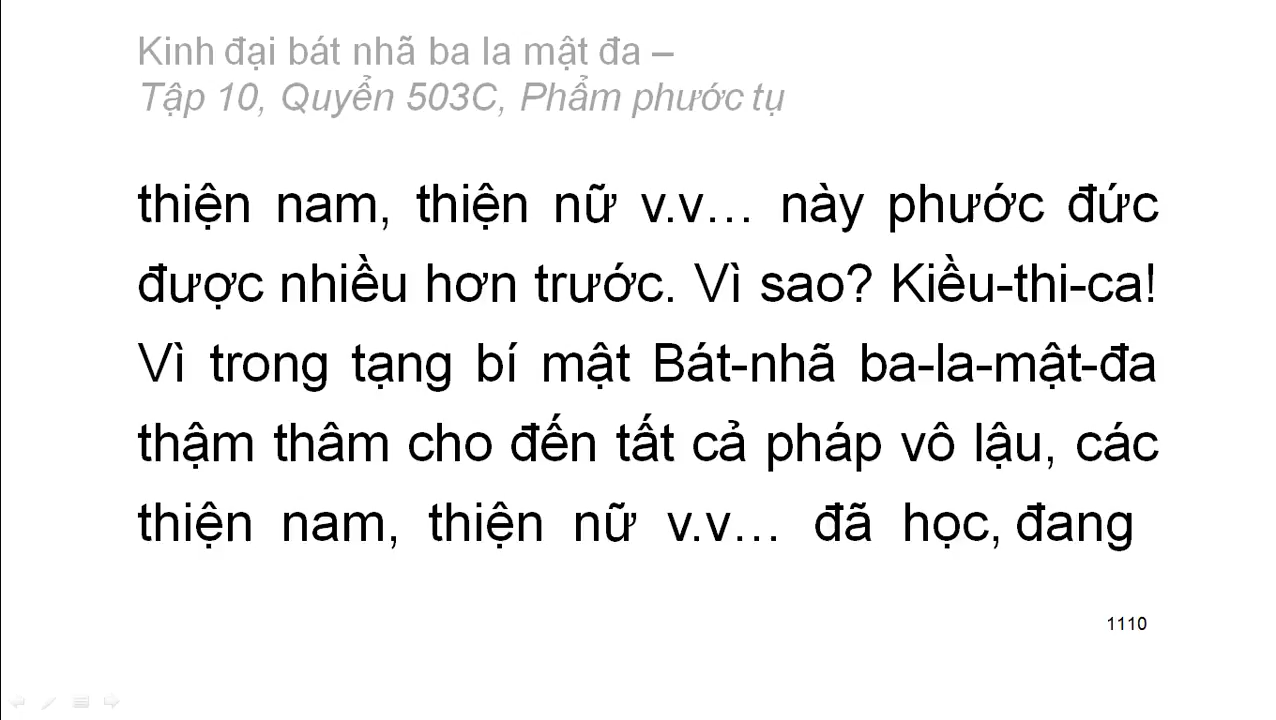 Kinh đại bát nhã ba la mật đa –
Tập 10, Quyển 503C, Phẩm phước tụ
thiện nam, thiện nữ v.v… này phước đức
được nhiều hơn trước. Vì sao? Kiều-thi-ca!
Vì trong tạng bí mật Bát-nhã ba-la-mật-đa
thậm thâm cho đến tất cả pháp vô lậu, các
thiện nam, thiện nữ v.v… đã học, đang
1110